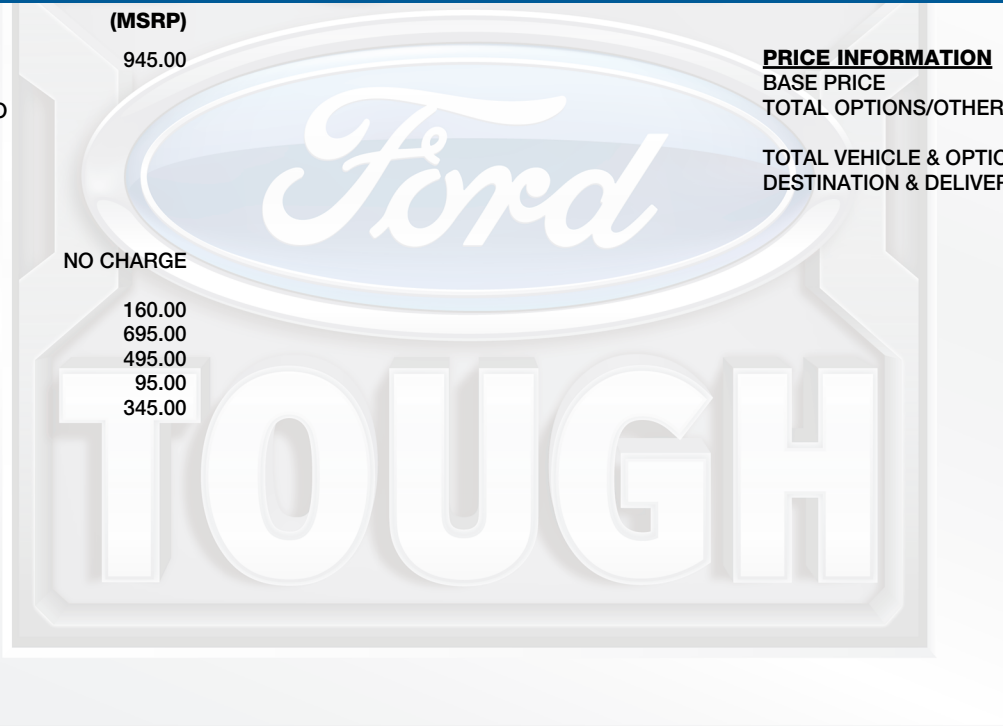 (MSRP)
945.00
NO CHARGE
160.00
695.00
495.00
95.00
345.00
PRICE INFORMATION
BASE PRICE
TOTAL OPTIONS/OTHER
TOTAL VEHICLE & OPTIO
DESTINATION & DELIVER
Ford
TOUGH